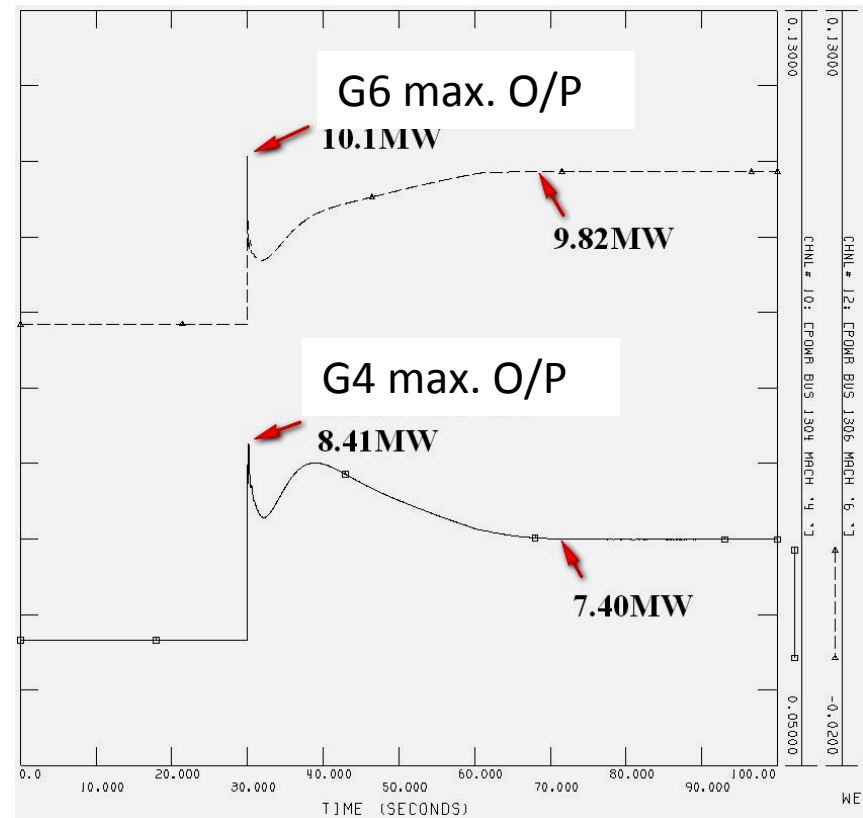 G6 max. O/P
10.1MW
9.82MW
G4 max. O/P
8.41MW
7.40MW
0.0
10.000
20.000
30.000
40.000
50.000
60.000
70.000
80.000
90.000
100.00
TIME (SECONDS)
0.13000
CHNL# 10: [POWR BUS 1304 MACH '4 ']
0.05000
0.13000
CHNL# 12: [POWR BUS 1306 MACH '6 ']
-0.0200
WE